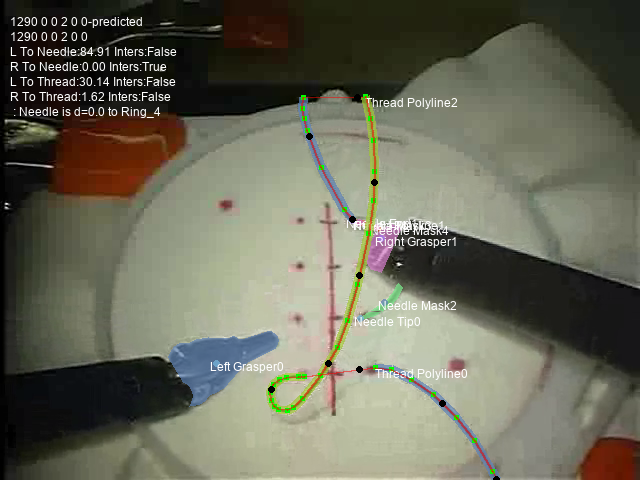 1290 0 0 2 0 0-predicted
1290 0 0 2 0 0
L To Needle:84.91 Inters:False
R To Needle:0.00 Inters:True
L To Thread:30.14 Inters:False
R To Thread:1.62 Inters:False
: Needle is d=0.0 to Ring_4
Thread Polyline2
Needle Mask4
Right Grasper1
Needle Mask2
Needle Tip0
Left Grasper0
Thread Polyline0